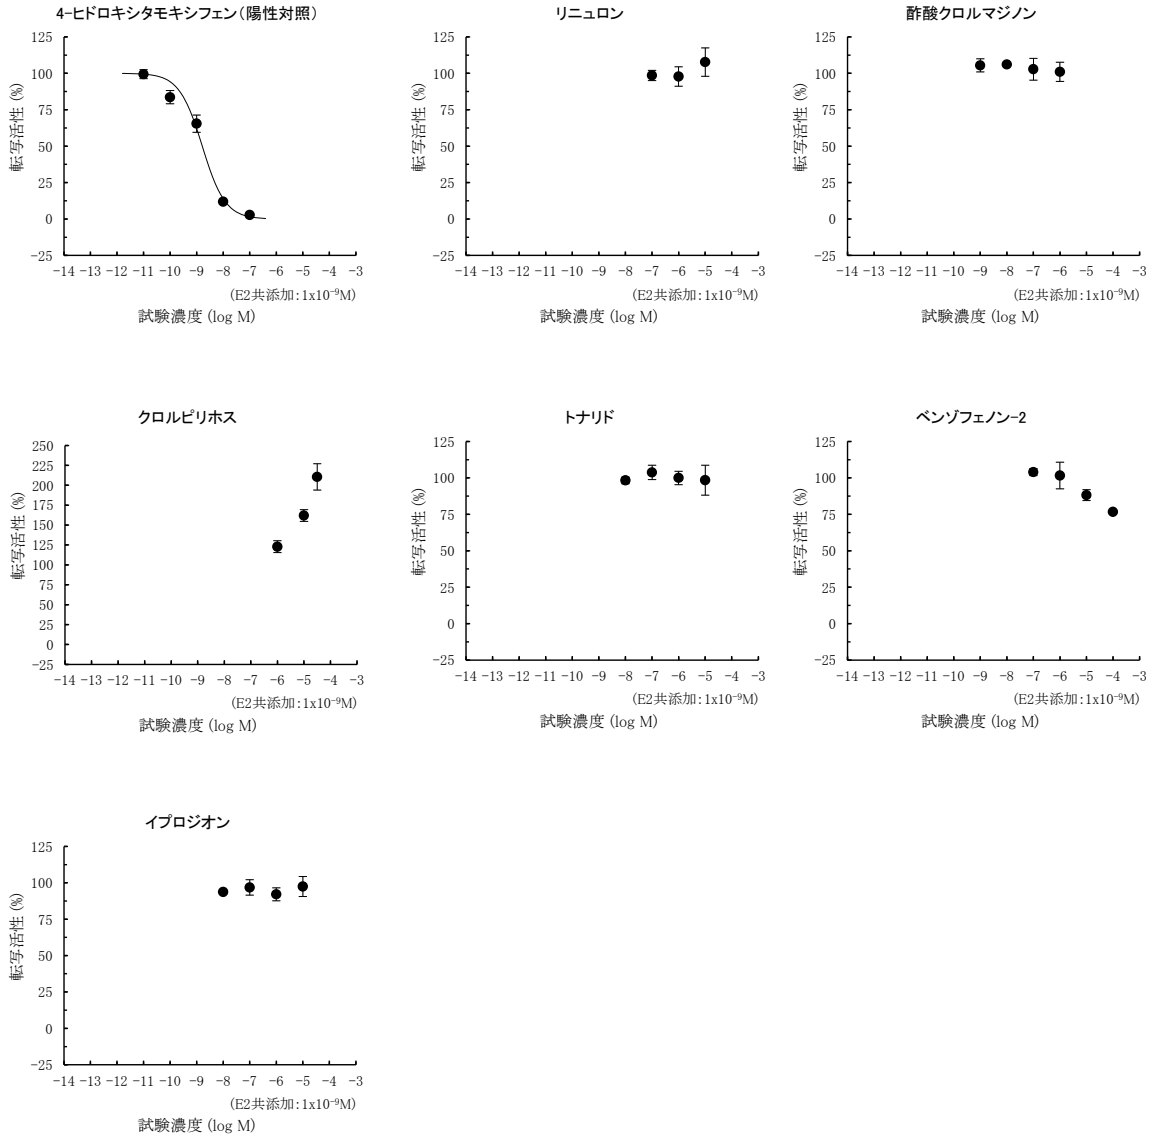 4-ヒドロキシタモキシフェン（陽性対照）
125
100
75
50
25
0
-25
転写活性 (%)
-14 -13 -12 -11 -10 -9 -8 -7 -6 -5 -4 -3
(E2共添加：1x10⁻⁹M)
試験濃度 (log M)
リニュロン
125
100
75
50
25
0
-25
転写活性 (%)
-14 -13 -12 -11 -10 -9 -8 -7 -6 -5 -4 -3
(E2共添加：1x10⁻⁹M)
試験濃度 (log M)
酢酸クロルマジノン
125
100
75
50
25
0
-25
転写活性 (%)
-14 -13 -12 -11 -10 -9 -8 -7 -6 -5 -4 -3
(E2共添加：1x10⁻⁹M)
試験濃度 (log M)
クロルピリホス
250
225
200
175
150
125
100
75
50
25
0
-25
転写活性 (%)
-14 -13 -12 -11 -10 -9 -8 -7 -6 -5 -4 -3
(E2共添加：1x10⁻⁹M)
試験濃度 (log M)
トナリド
125
100
75
50
25
0
-25
転写活性 (%)
-14 -13 -12 -11 -10 -9 -8 -7 -6 -5 -4 -3
(E2共添加：1x10⁻⁹M)
試験濃度 (log M)
ベンゾフェノン-2
125
100
75
50
25
0
-25
転写活性 (%)
-14 -13 -12 -11 -10 -9 -8 -7 -6 -5 -4 -3
(E2共添加：1x10⁻⁹M)
試験濃度 (log M)
イプロジオン
125
100
75
50
25
0
-25
転写活性 (%)
-14 -13 -12 -11 -10 -9 -8 -7 -6 -5 -4 -3
(E2共添加：1x10⁻⁹M)
試験濃度 (log M)